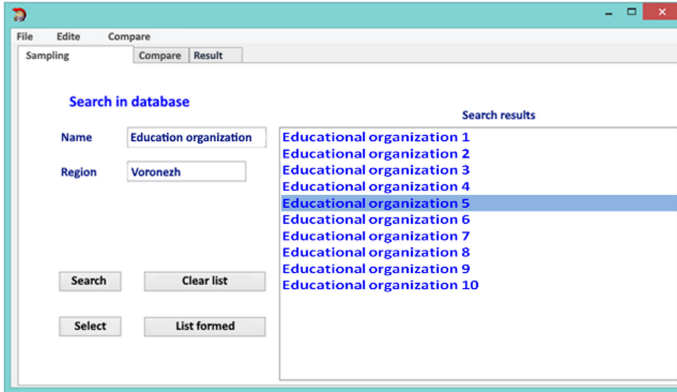 File Edite Compare
Sampling Compare Result
Search in database
Name Education organization
Region Voronezh
Search Clear list
Select List formed
Search results
Educational organization 1
Educational organization 2
Educational organization 3
Educational organization 4
Educational organization 5
Educational organization 6
Educational organization 7
Educational organization 8
Educational organization 9
Educational organization 10